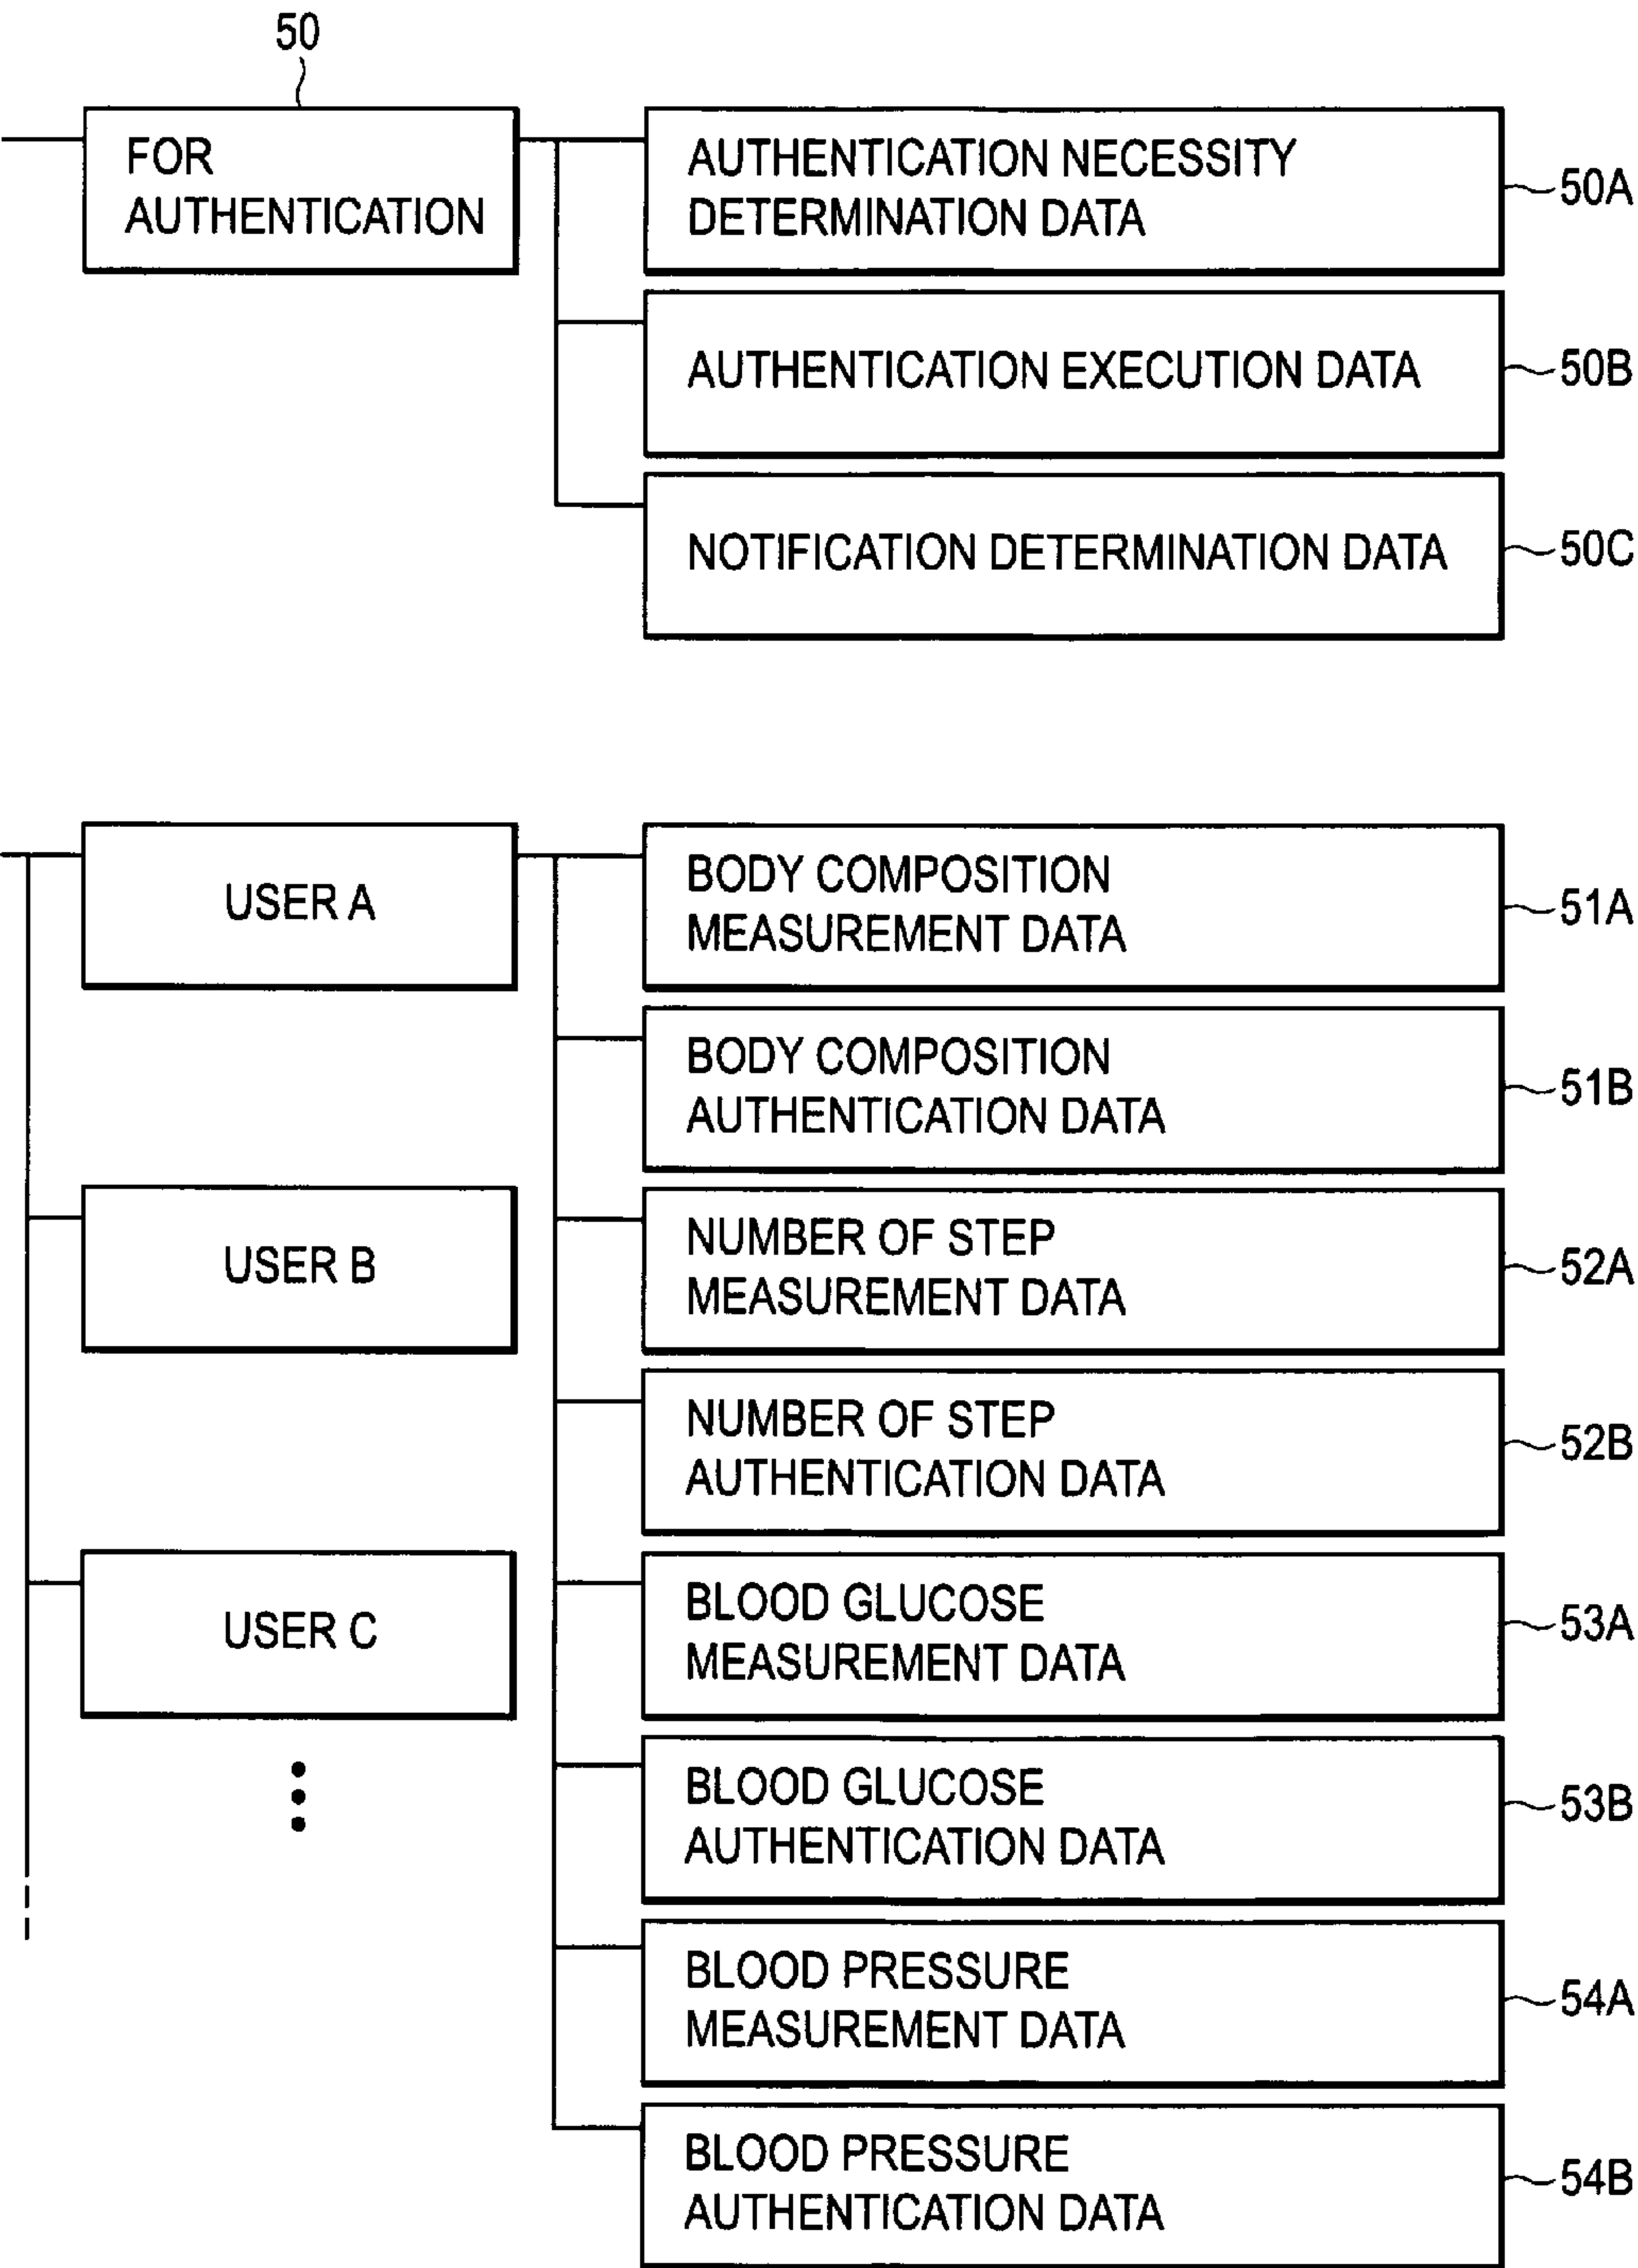 50
FOR
AUTHENTICATION
AUTHENTICATION NECESSITY
DETERMINATION DATA
50A
AUTHENTICATION EXECUTION DATA
50B
NOTIFICATION DETERMINATION DATA
50C
USER A
BODY COMPOSITION
MEASUREMENT DATA
51A
BODY COMPOSITION
AUTHENTICATION DATA
51B
USER B
NUMBER OF STEP
MEASUREMENT DATA
52A
NUMBER OF STEP
AUTHENTICATION DATA
52B
USER C
BLOOD GLUCOSE
MEASUREMENT DATA
53A
BLOOD GLUCOSE
AUTHENTICATION DATA
53B
BLOOD PRESSURE
MEASUREMENT DATA
54A
BLOOD PRESSURE
AUTHENTICATION DATA
54B